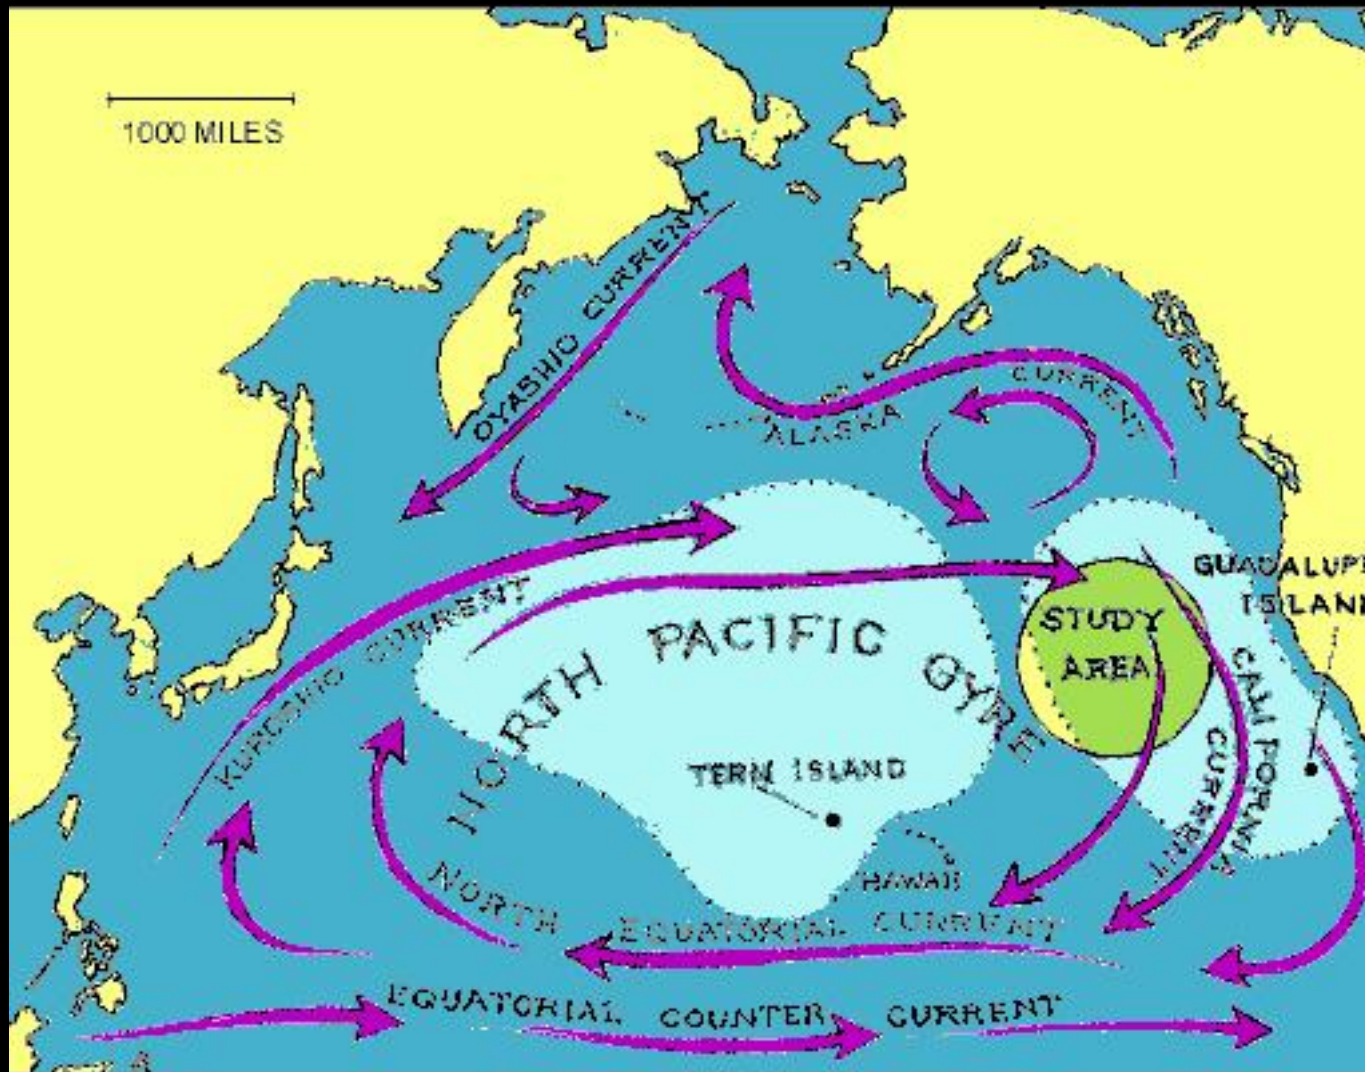 1000 MILES
OYASHIO CURRENT
ALASKA CURRENT
KUROSHIO CURRENT
NORTH PACIFIC GYRE
STUDY
AREA
GUADALUPE
ISLAND
CALIFORNIA
CURRENT
TERN ISLAND
HAWAII
NORTH EQUATORIAL CURRENT
EQUATORIAL COUNTER CURRENT